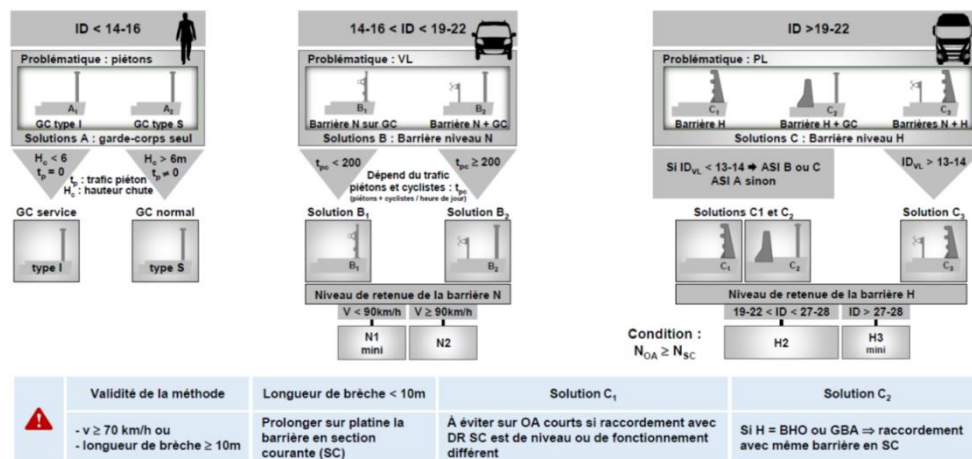 ID < 14-16
Problématique : piétons
A₁
A₂
GC type I
GC type S
Solutions A : garde-corps seul
H꜀ < 6
tₚ = 0
H꜀ > 6m
tₚ ≠ 0
tₚ : trafic piéton
H꜀ : hauteur chute
GC service
GC normal
type I
type S
14-16 < ID < 19-22
Problématique : VL
B₁
B₂
Barrière N sur GC
Barrière N + GC
Solutions B : Barrière niveau N
tpc < 200
tpc ≥ 200
Dépend du trafic
piétons et cyclistes : tpc
(piétons + cyclistes / heure de jour)
Solution B₁
Solution B₂
B₁
B₂
Niveau de retenue de la barrière N
V < 90km/h
V ≥ 90km/h
N1
mini
N2
ID >19-22
Problématique : PL
C₁
C₂
C₃
Barrière H
Barrière H + GC
Barrières N + H
Solutions C : Barrière niveau H
Si IDVL < 13-14 ➡ ASI B ou C
ASI A sinon
IDVL > 13-14
Solutions C1 et C₂
Solution C₃
C₁
C₂
C₃
Niveau de retenue de la barrière H
19-22 < ID < 27-28
ID > 27-28
Condition :
NOA ≥ NSC
H2
H3
mini
Validité de la méthode
Longueur de brèche < 10m
Solution C₁
Solution C₂
- v ≥ 70 km/h ou
- longueur de brèche ≥ 10m
Prolonger sur platine la
barrière en section
courante (SC)
À éviter sur OA courts si raccordement avec
DR SC est de niveau ou de fonctionnement
différent
Si H = BHO ou GBA ⇒ raccordement
avec même barrière en SC